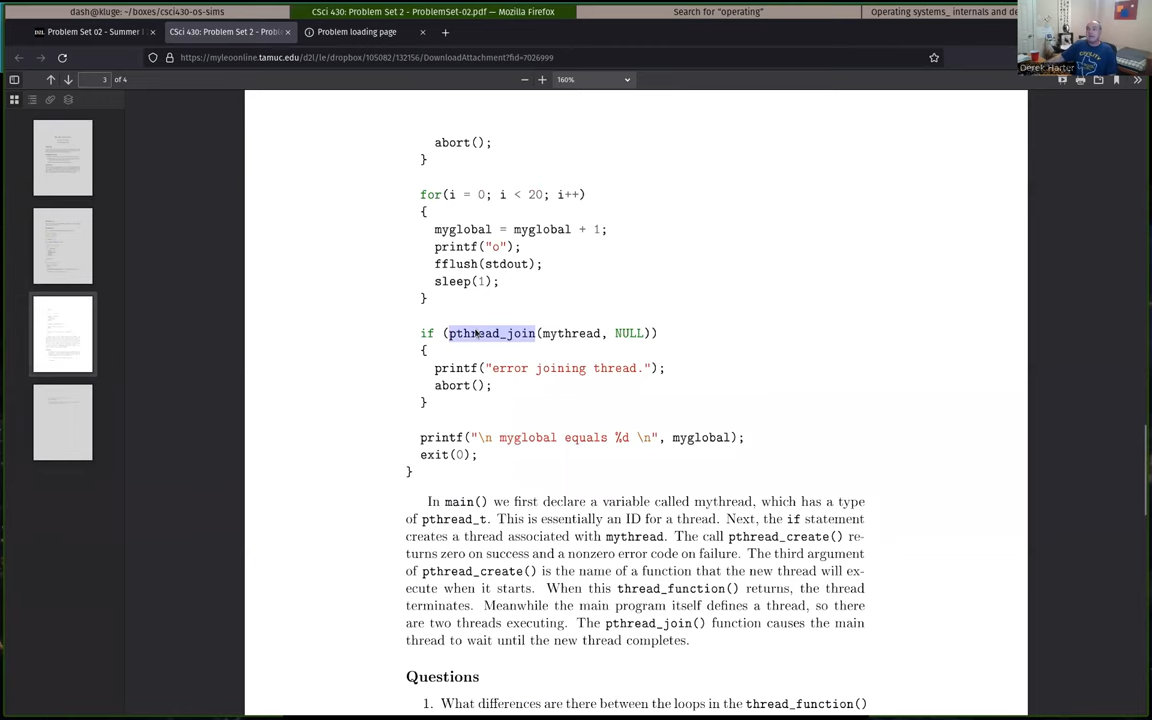 dash@kluge: ~/boxes/csci430-os-sims
CSci 430: Problem Set 2 - ProblemSet-02.pdf — Mozilla Firefox
Search for "operating"
Operating systems_ internals and de
Problem Set 02 - Summer
CSci 430: Problem Set 2 - Proble
Problem loading page
https://myleoonline.tamuc.edu/d2l/le/dropbox/105082/132156/DownloadAttachment?fid=7026999
Derek Harter
3 of 4
160%
abort();
}
for(i = 0; i < 20; i++)
{
myglobal = myglobal + 1;
printf("o");
fflush(stdout);
sleep(1);
}
if (pthread_join(mythread, NULL))
{
printf("error joining thread.");
abort();
}
printf("\n myglobal equals %d \n", myglobal);
exit(0);
}
In main() we first declare a variable called mythread, which has a type
of pthread_t. This is essentially an ID for a thread. Next, the if statement
creates a thread associated with mythread. The call pthread_create() re-
turns zero on success and a nonzero error code on failure. The third argument
of pthread_create() is the name of a function that the new thread will ex-
ecute when it starts. When this thread_function() returns, the thread
terminates. Meanwhile the main program itself defines a thread, so there
are two threads executing. The pthread_join() function causes the main
thread to wait until the new thread completes.
Questions
1. What differences are there between the loops in the thread_function()